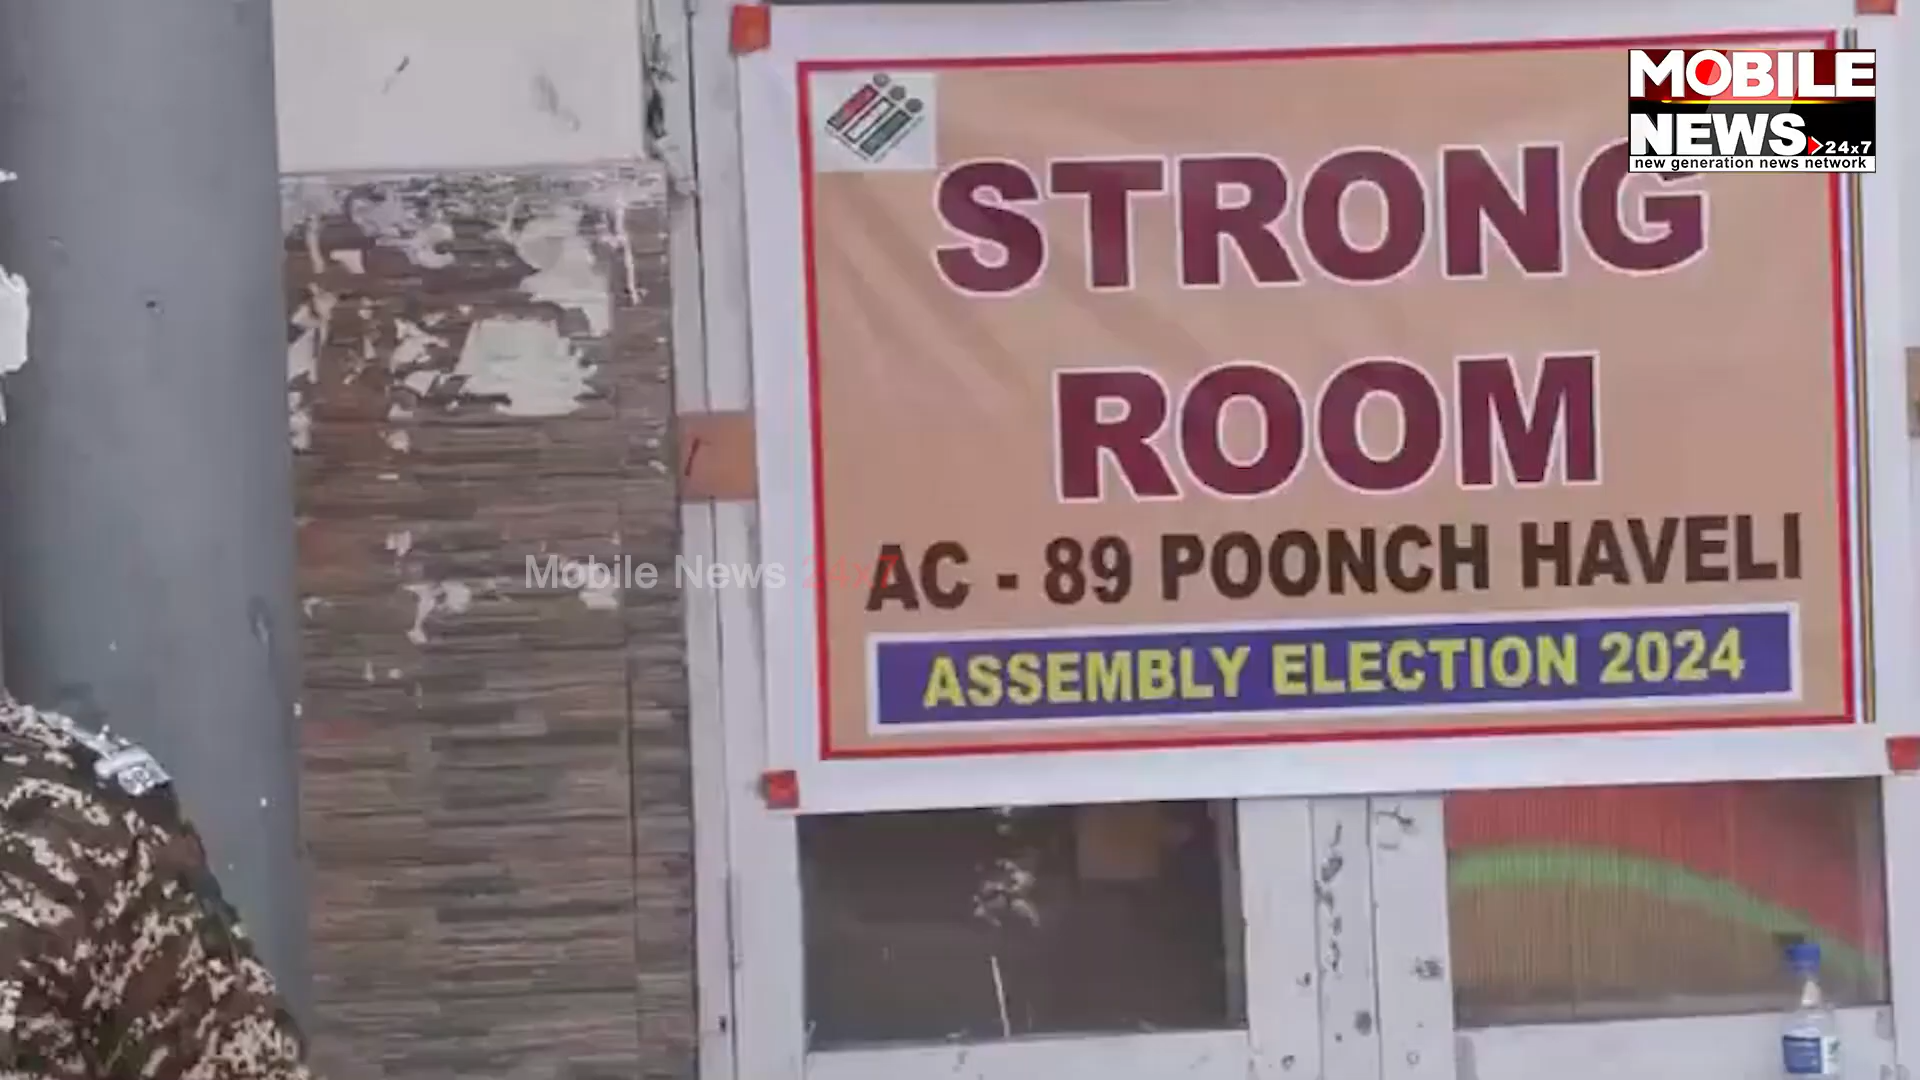 MOBILE
NEWS 24x7
new generation news network
STRONG
ROOM
AC - 89 POONCH HAVELI
ASSEMBLY ELECTION 2024
Mobile News 24x7